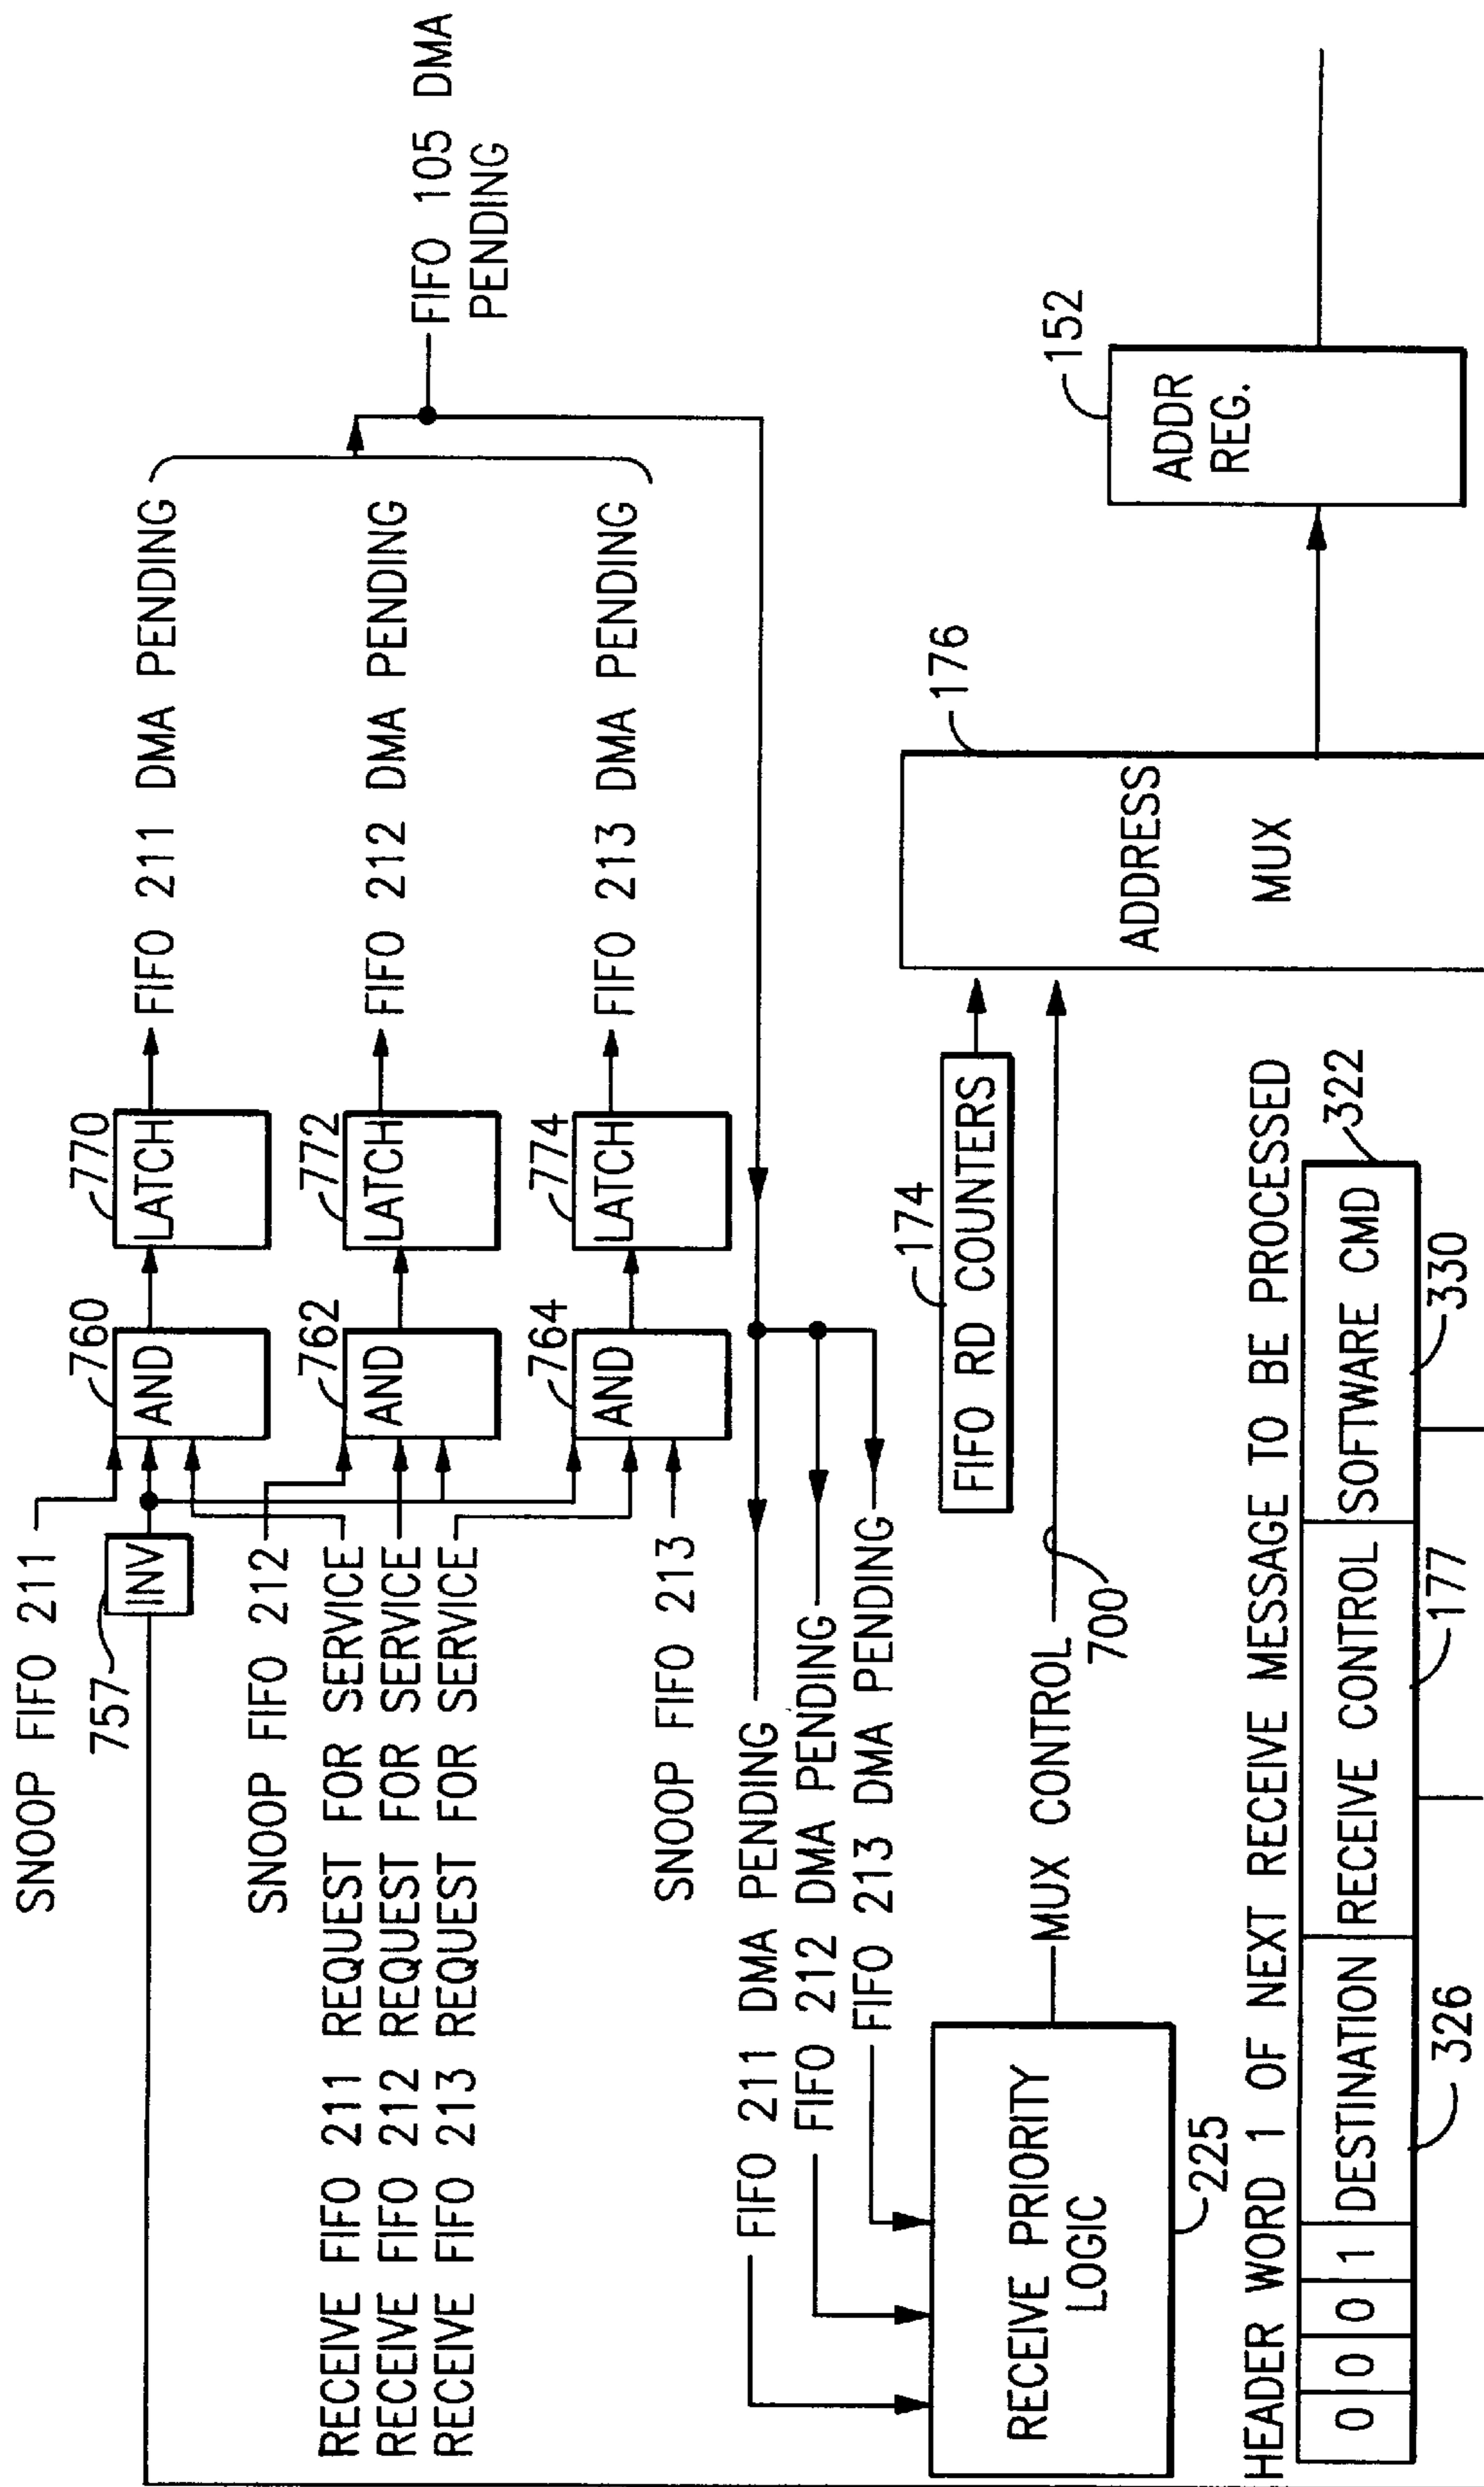 SNOOP FIFO 211
757
INV
760
AND
770
LATCH
FIFO 211 DMA PENDING
SNOOP FIFO 212
762
AND
772
LATCH
FIFO 212 DMA PENDING
RECEIVE FIFO 211 REQUEST FOR SERVICE
RECEIVE FIFO 212 REQUEST FOR SERVICE
RECEIVE FIFO 213 REQUEST FOR SERVICE
764
AND
774
LATCH
FIFO 213 DMA PENDING
SNOOP FIFO 213
FIFO 105 DMA
PENDING
FIFO 211 DMA PENDING
FIFO 212 DMA PENDING
FIFO 213 DMA PENDING
RECEIVE PRIORITY
LOGIC
225
MUX CONTROL
700
174
FIFO RD COUNTERS
176
ADDRESS
MUX
152
ADDR
REG.
HEADER WORD 1 OF NEXT RECEIVE MESSAGE TO BE PROCESSED
322
0 0 0 1 DESTINATION RECEIVE CONTROL SOFTWARE CMD
326
177
330